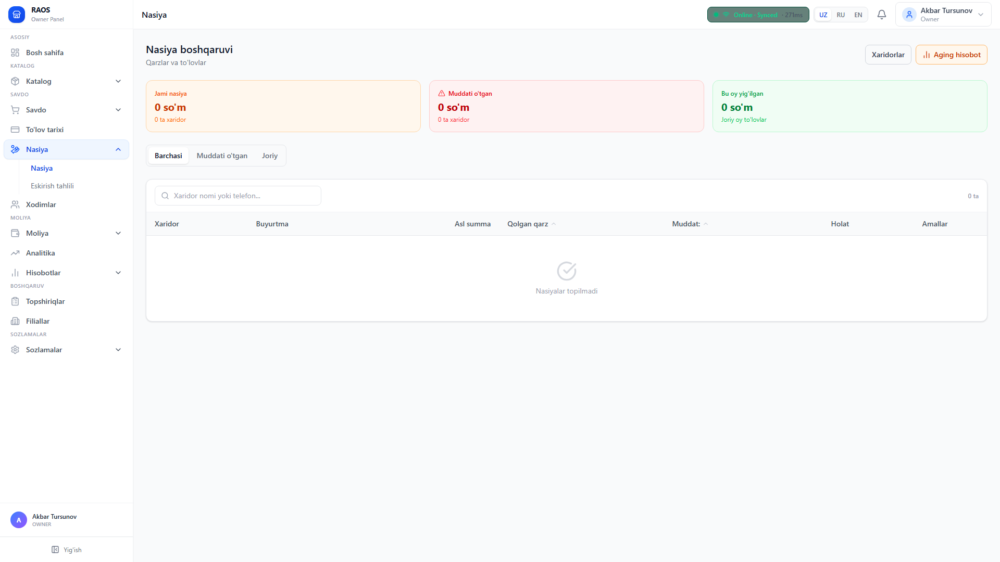 RAOS
Owner Panel
ASOSIY
Bosh sahifa
KATALOG
Katalog
SAVDO
Savdo
To'lov tarixi
Nasiya
Nasiya
Eskirish tahlili
Xodimlar
MOLIYA
Moliya
Analitika
Hisobotlar
BOSHQARUV
Topshiriqlar
Filiallar
SOZLAMALAR
Sozlamalar
A
Akbar Tursunov
OWNER
Yig'ish
Nasiya
Online · Synced · 271ms
UZ RU EN
Akbar Tursunov
Owner
Nasiya boshqaruvi
Qarzlar va to'lovlar
Xaridorlar
Aging hisobot
Jami nasiya
0 so'm
0 ta xaridor
Muddati o'tgan
0 so'm
0 ta xaridor
Bu oy yig'ilgan
0 so'm
Joriy oy to'lovlar
Barchasi Muddati o'tgan Joriy
Xaridor nomi yoki telefon...
0 ta
Xaridor Buyurtma Asl summa Qolgan qarz Muddat: Holat Amallar
Nasiyalar topilmadi